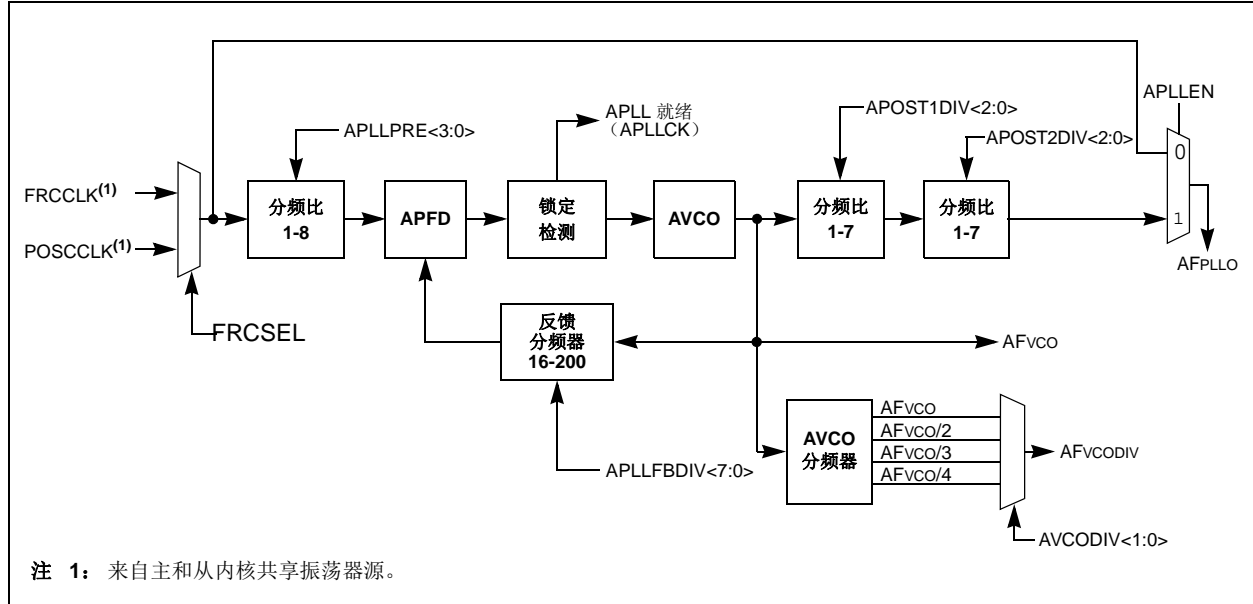 APLLEN
APLL 就绪
（APLLCK）
APOST1DIV<2:0>
APLLPRE<3:0>
APOST2DIV<2:0>
0
FRCCLK(1)
分频比
1-8
APFD
锁定
检测
AVCO
分频比
1-7
分频比
1-7
1
POSCCLK(1)
AFPLLO
FRCSEL
反馈
分频器
16-200
AFVCO
AVCO
分频器
AFVCO
AFVCO/2
AFVCO/3
AFVCO/4
AFVCODIV
APLLFBDIV<7:0>
AVCODIV<1:0>
注 1： 来自主和从内核共享振荡器源。